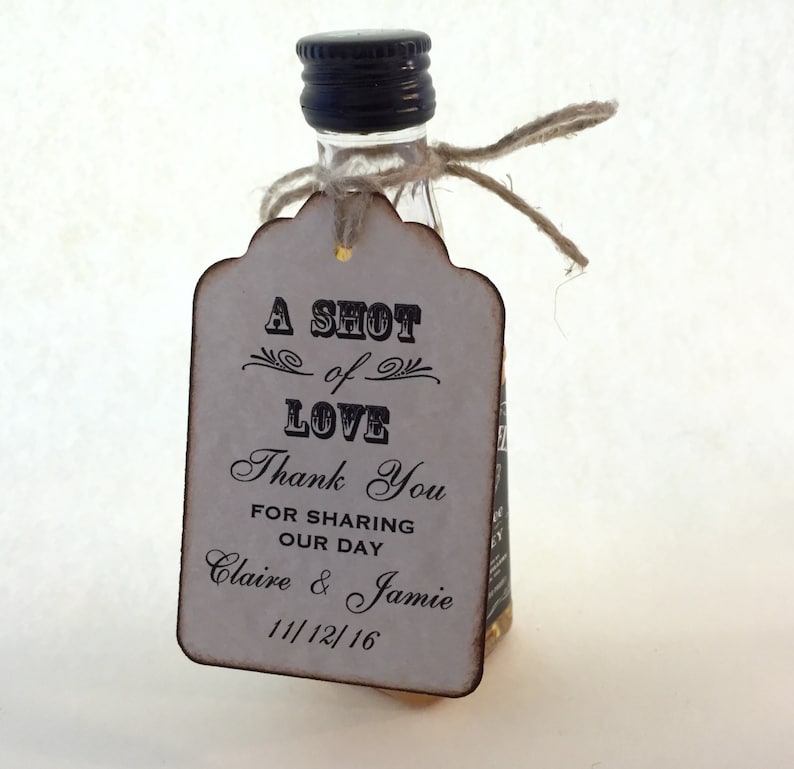 A SHOT
of
LOVE
Thank You
FOR SHARING
OUR DAY
Claire & Jamie
11/12/16